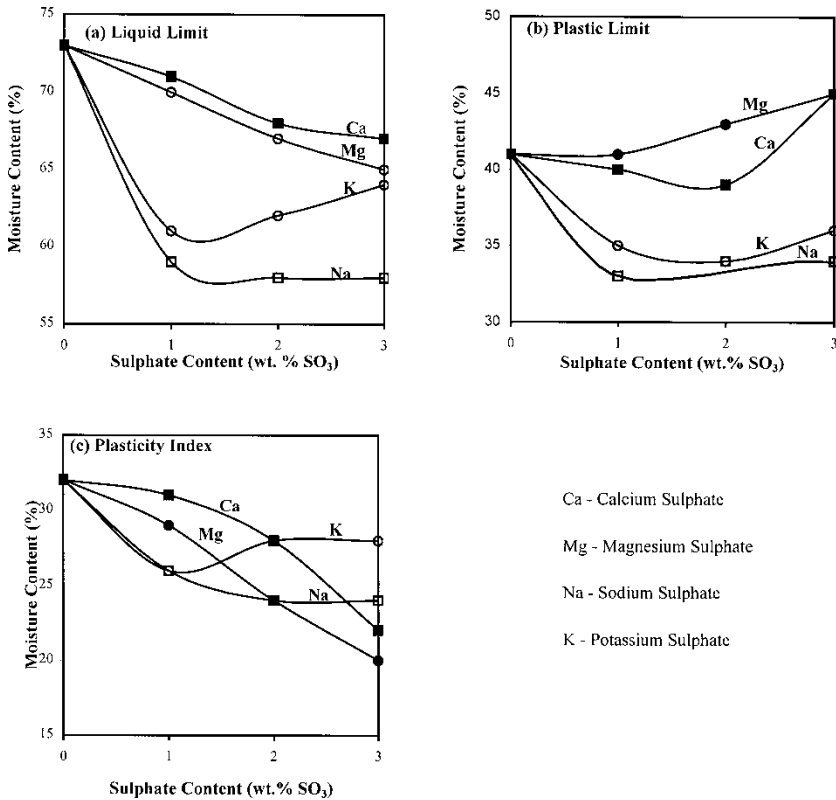 (a) Liquid Limit
Moisture Content (%)
75
70
65
60
55
Ca
Mg
K
Na
0 1 2 3
Sulphate Content (wt. % SO₃)
(b) Plastic Limit
Moisture Content (%)
50
45
40
35
30
Mg
Ca
K
Na
0 1 2 3
Sulphate Content (wt.% SO₃)
(c) Plasticity Index
Moisture Content (%)
35
30
25
20
15
Ca
Mg
K
Na
0 1 2 3
Sulphate Content (wt.% SO₃)
Ca - Calcium Sulphate
Mg - Magnesium Sulphate
Na - Sodium Sulphate
K - Potassium Sulphate